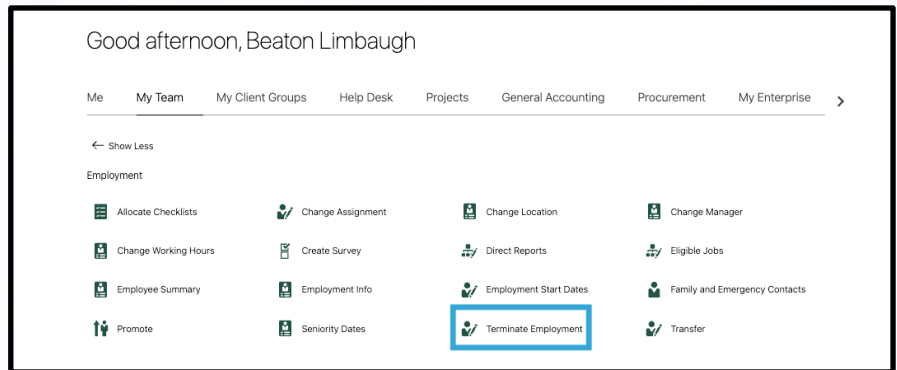 Good afternoon, Beaton Limbaugh
Me My Team My Client Groups Help Desk Projects General Accounting Procurement My Enterprise
Show Less
Employment
Allocate Checklists Change Assignment Change Location Change Manager
Change Working Hours Create Survey Direct Reports Eligible Jobs
Employee Summary Employment Info Employment Start Dates Family and Emergency Contacts
Promote Seniority Dates Terminate Employment Transfer